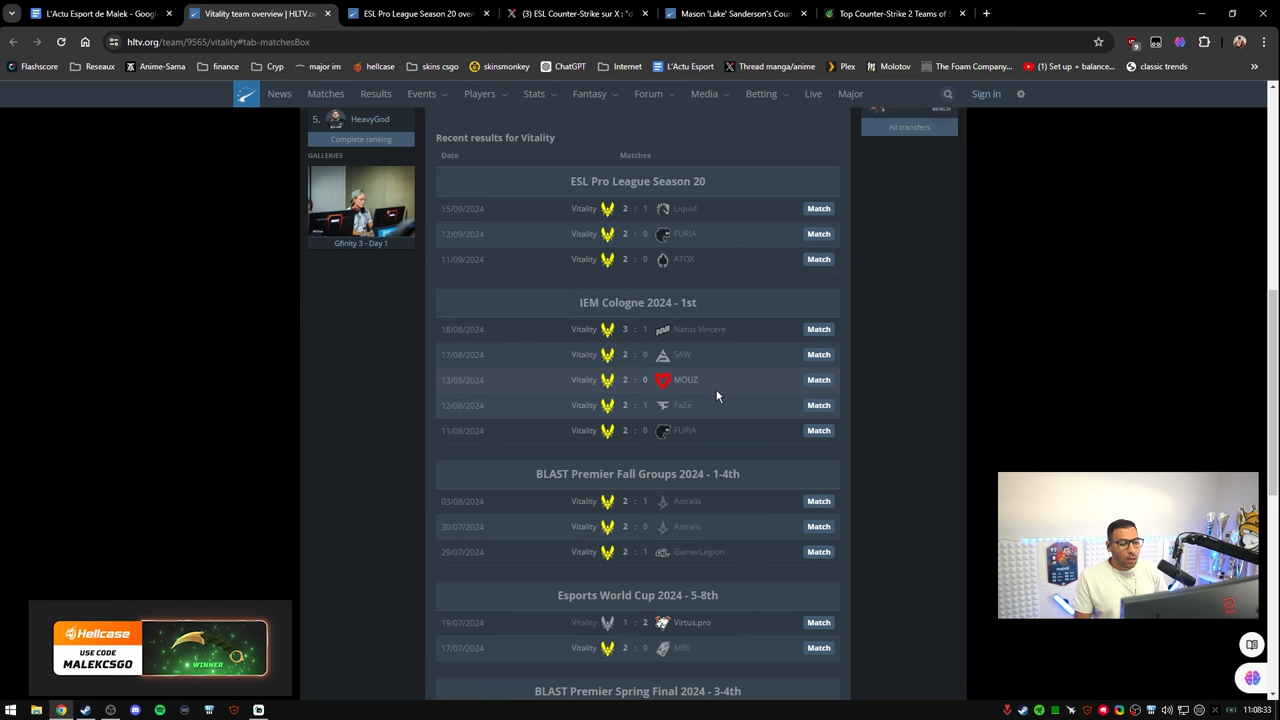 L'Actu Esport de Malek - Google
Vitality team overview | HLTV.o
ESL Pro League Season 20 over
(3) ESL Counter-Strike sur X : "
Mason 'Lake' Sanderson's Coun
Top Counter-Strike 2 Teams of
hltv.org/team/9565/vitality#tab-matchesBox
Flashscore
Reseaux
Anime-Sama
finance
Cryp
major im
hellcase
skins csgo
skinsmonkey
ChatGPT
Internet
L'Actu Esport
Thread manga/anime
Plex
Molotov
The Foam Company...
(1) Set up + balance...
classic trends
News
Matches
Results
Events
Players
Stats
Fantasy
Forum
Media
Betting
Live
Major
Sign in
5. HeavyGod
Complete ranking
GALLERIES
Gfinity 3 - Day 1
BENCH
All transfers
Recent results for Vitality
Date Matches
ESL Pro League Season 20
15/09/2024 Vitality 2 : 1 Liquid Match
12/09/2024 Vitality 2 : 0 FURIA Match
11/09/2024 Vitality 2 : 0 ATOX Match
IEM Cologne 2024 - 1st
18/08/2024 Vitality 3 : 1 Natus Vincere Match
17/08/2024 Vitality 2 : 0 SAW Match
13/08/2024 Vitality 2 : 0 MOUZ Match
12/08/2024 Vitality 2 : 1 FaZe Match
11/08/2024 Vitality 2 : 0 FURIA Match
BLAST Premier Fall Groups 2024 - 1-4th
03/08/2024 Vitality 2 : 1 Astralis Match
30/07/2024 Vitality 2 : 0 Astralis Match
29/07/2024 Vitality 2 : 1 GamerLegion Match
Esports World Cup 2024 - 5-8th
19/07/2024 Vitality 1 : 2 Virtus.pro Match
17/07/2024 Vitality 2 : 0 M80 Match
BLAST Premier Spring Final 2024 - 3-4th
Hellcase
USE CODE
MALEKCSGO
WINNER
11:08:33